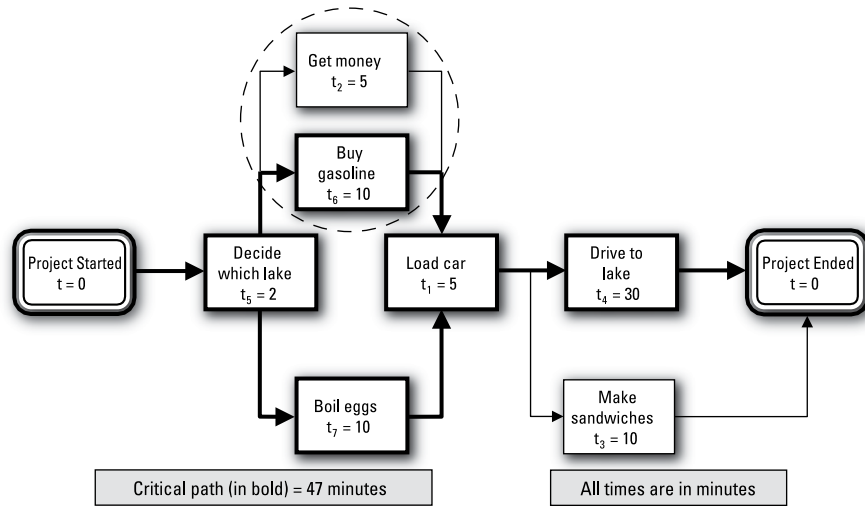 Get money
t₂ = 5
Buy
gasoline
t₆ = 10
Project Started
t = 0
Decide
which lake
t₅ = 2
Load car
t₁ = 5
Drive to
lake
t₄ = 30
Project Ended
t = 0
Boil eggs
t₇ = 10
Make
sandwiches
t₃ = 10
Critical path (in bold) = 47 minutes
All times are in minutes